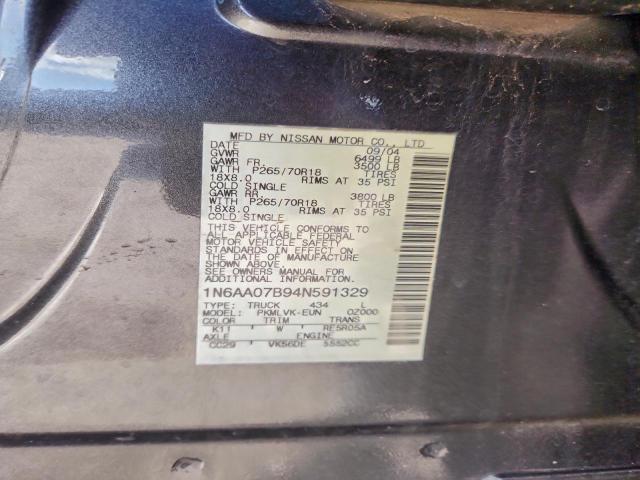 MFD BY NISSAN MOTOR CO., LTD
DATE 09/04
GVWR 6499 LB
GAWR FR. 3500 LB
WITH P265/70R18 TIRES
18X8.0 RIMS AT 35 PSI
COLD SINGLE
GAWR RR. 3800 LB
WITH P265/70R18 TIRES
18X8.0 RIMS AT 35 PSI
COLD SINGLE
THIS VEHICLE CONFORMS TO
ALL APPLICABLE FEDERAL
MOTOR VEHICLE SAFETY
STANDARDS IN EFFECT ON
THE DATE OF MANUFACTURE
SHOWN ABOVE.
SEE OWNERS MANUAL FOR
ADDITIONAL INFORMATION.
1N6AA07B94N591329
TYPE: TRUCK 434 L
MODEL: PKMLVK-EUN 0Z000
COLOR TRIM TRANS
K11 W RE5R05A
AXLE ENGINE
CC29 VK56DE 5552CC